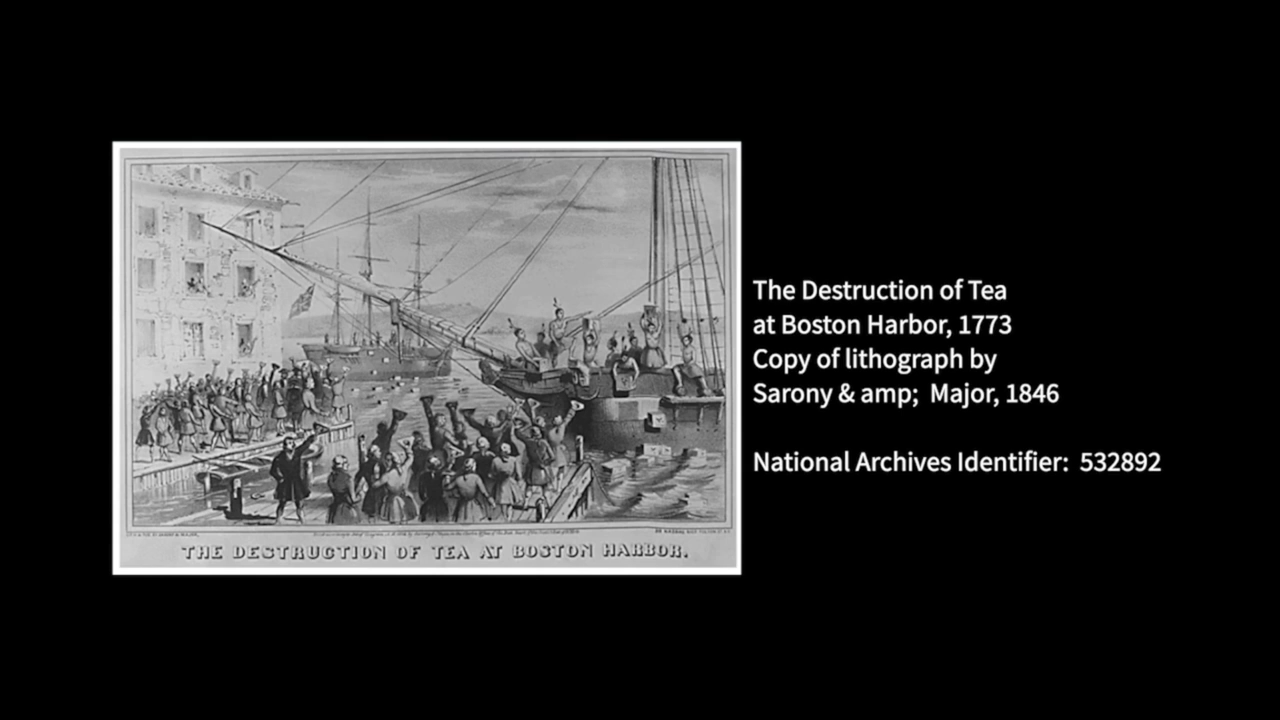 THE DESTRUCTION OF TEA AT BOSTON HARBOR.
The Destruction of Tea
at Boston Harbor, 1773
Copy of lithograph by
Sarony & amp;  Major, 1846
National Archives Identifier:  532892